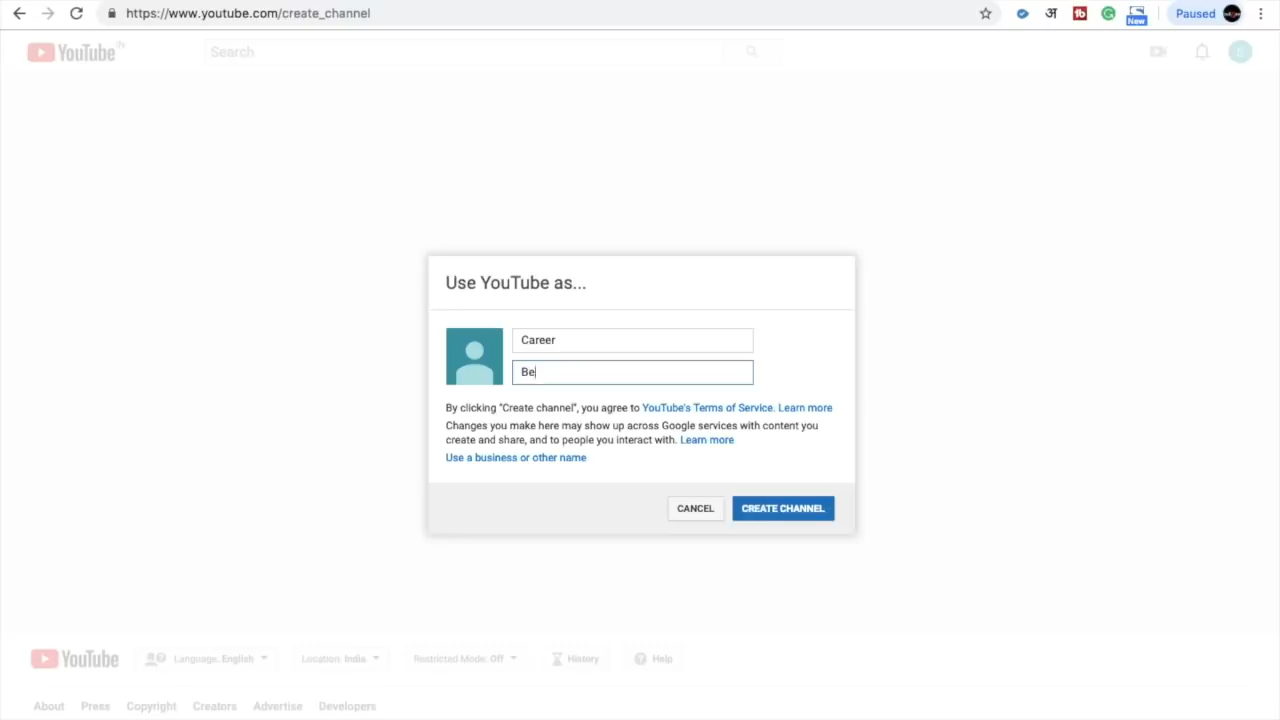 https://www.youtube.com/create_channel
अ
tb
G
New
Paused
YouTube IN
Search
Use YouTube as...
Career
Be
By clicking "Create channel", you agree to YouTube's Terms of Service. Learn more
Changes you make here may show up across Google services with content you
create and share, and to people you interact with. Learn more
Use a business or other name
CANCEL CREATE CHANNEL
YouTube Language: English Location: India Restricted Mode: Off History Help
About Press Copyright Creators Advertise Developers